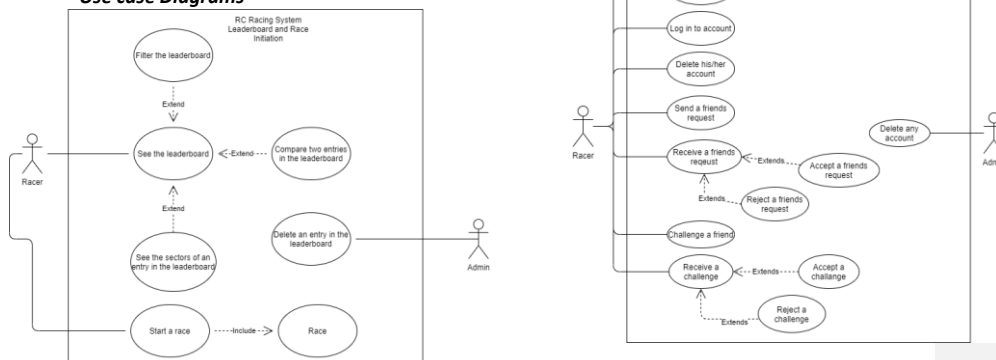 Use case Diagrams
RC Racing System
Leaderboard and Race
Initiation
Filter the leaderboard
Extend
See the leaderboard
Extend
Compare two entries
in the leaderboard
Racer
Extend
See the sectors of an
entry in the leaderboard
Delete an entry in the
leaderboard
Admin
Start a race
Include
Race
Log in to account
Delete his/her
account
Send a friends
request
Racer
Delete any
account
Receive a friends
reqeust
Extends
Accept a friends
request
Extends
Reject a friends
request
Challenge a friend
Receive a
challenge
Extends
Accept a
challange
Extends
Reject a
challenge